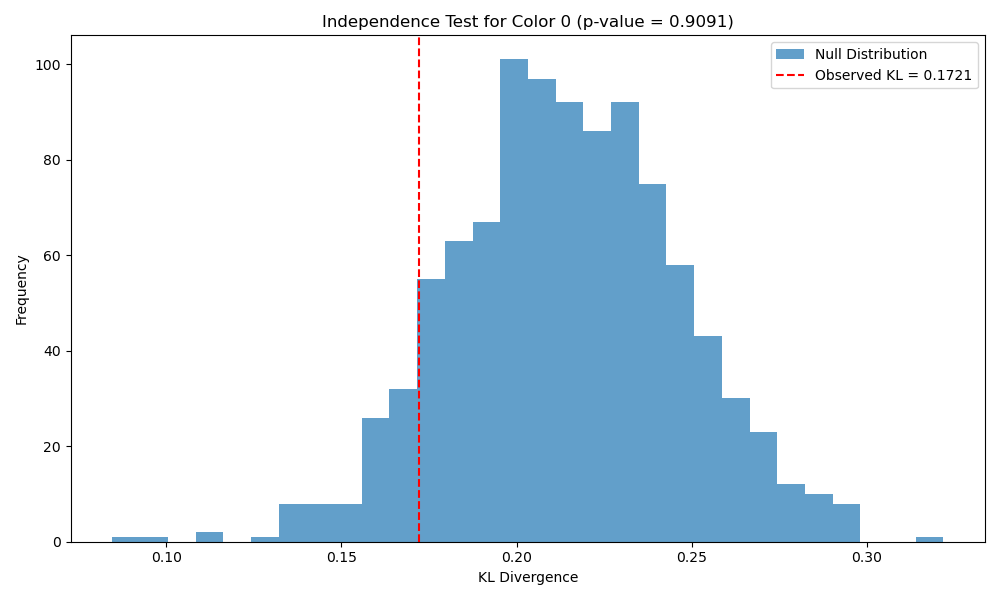 Independence Test for Color 0 (p-value = 0.9091)
Null Distribution
Observed KL = 0.1721
Frequency
100
80
60
40
20
0
0.10 0.15 0.20 0.25 0.30
KL Divergence